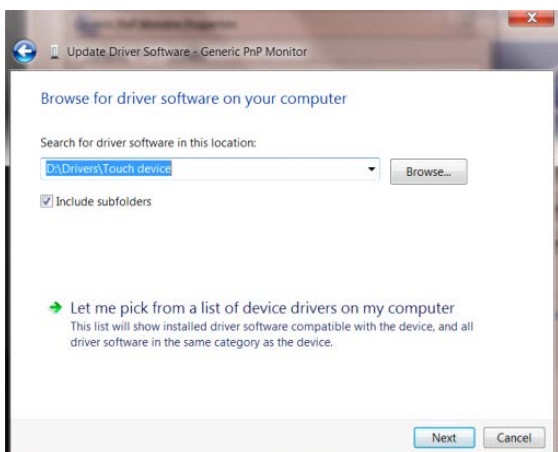 Update Driver Software - Generic PnP Monitor
Browse for driver software on your computer
Search for driver software in this location:
D:\Drivers\Touch device
Browse...
Include subfolders
Let me pick from a list of device drivers on my computer
This list will show installed driver software compatible with the device, and all
driver software in the same category as the device.
Next
Cancel